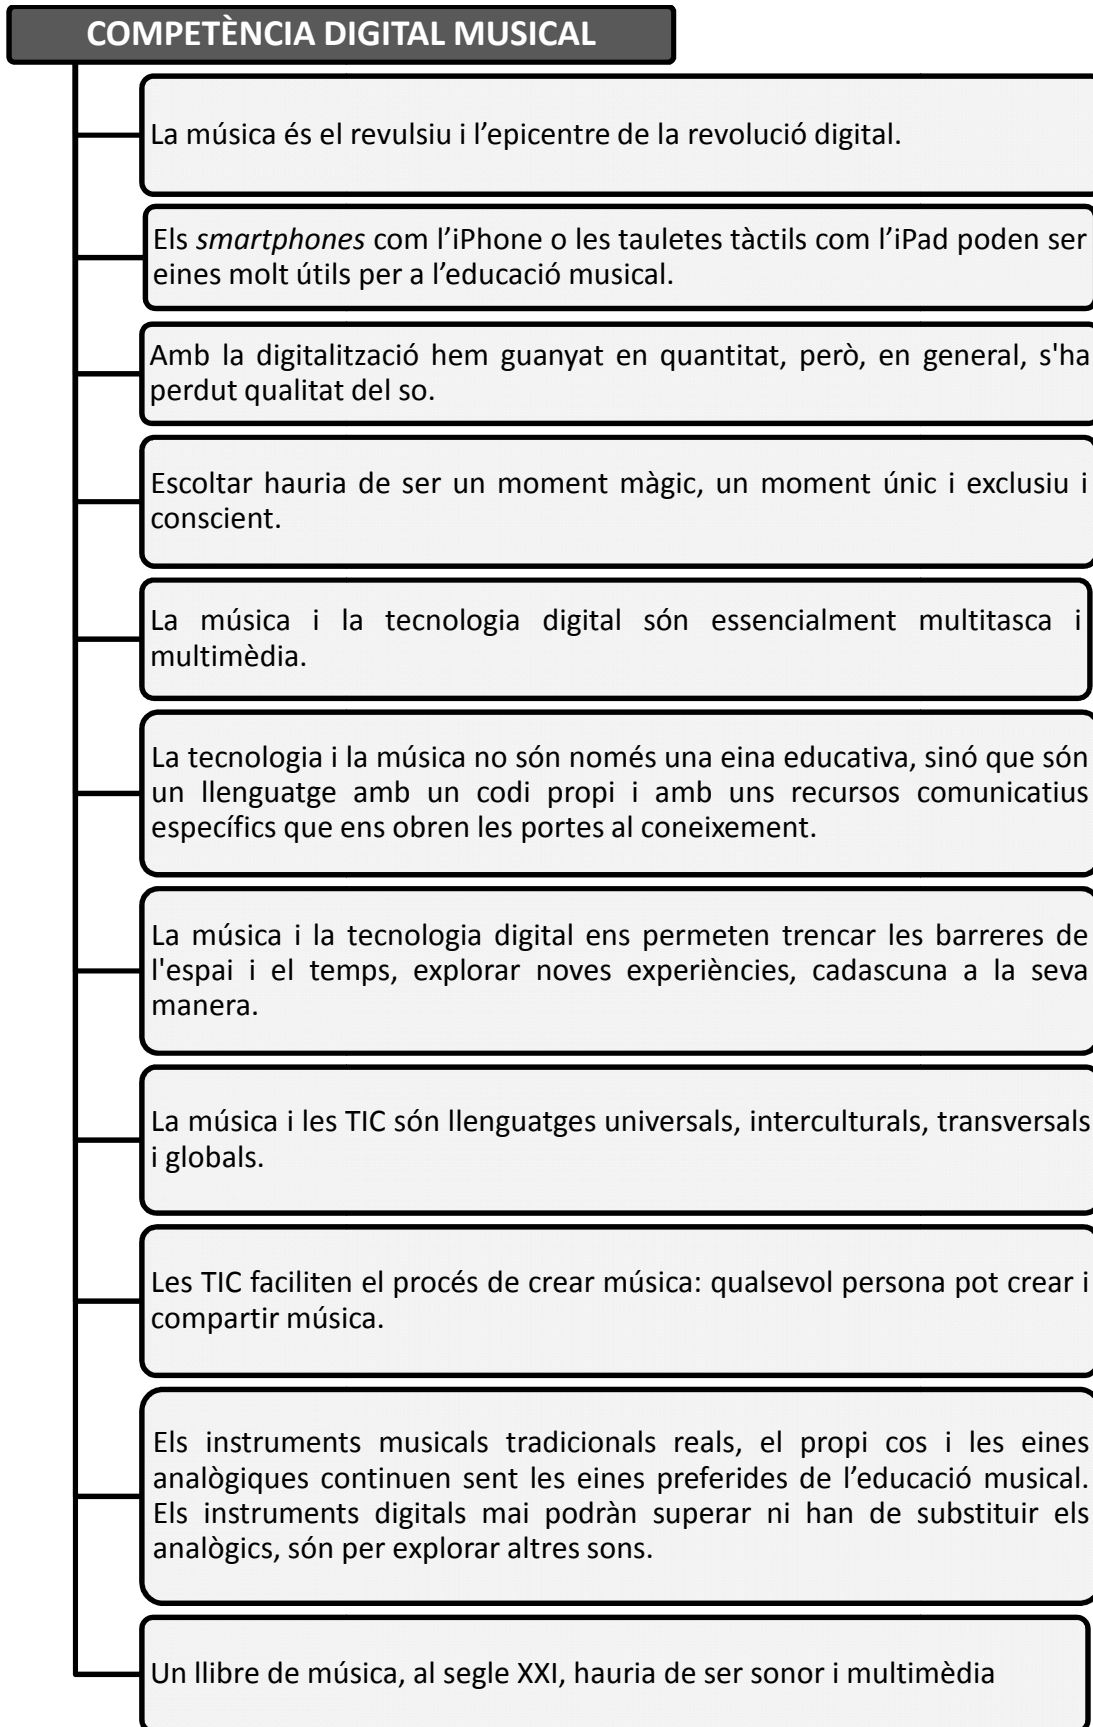 COMPETÈNCIA DIGITAL MUSICAL
La música és el revulsiu i l’epicentre de la revolució digital.
Els smartphones com l’iPhone o les tauletes tàctils com l’iPad poden ser
eines molt útils per a l’educació musical.
Amb la digitalització hem guanyat en quantitat, però, en general, s'ha
perdut qualitat del so.
Escoltar hauria de ser un moment màgic, un moment únic i exclusiu i
conscient.
La música i la tecnologia digital són essencialment multitasca i
multimèdia.
La tecnologia i la música no són només una eina educativa, sinó que són
un llenguatge amb un codi propi i amb uns recursos comunicatius
específics que ens obren les portes al coneixement.
La música i la tecnologia digital ens permeten trencar les barreres de
l'espai i el temps, explorar noves experiències, cadascuna a la seva
manera.
La música i les TIC són llenguatges universals, interculturals, transversals
i globals.
Les TIC faciliten el procés de crear música: qualsevol persona pot crear i
compartir música.
Els instruments musicals tradicionals reals, el propi cos i les eines
analògiques continuen sent les eines preferides de l’educació musical.
Els instruments digitals mai podràn superar ni han de substituir els
analògics, són per explorar altres sons.
Un llibre de música, al segle XXI, hauria de ser sonor i multimèdia